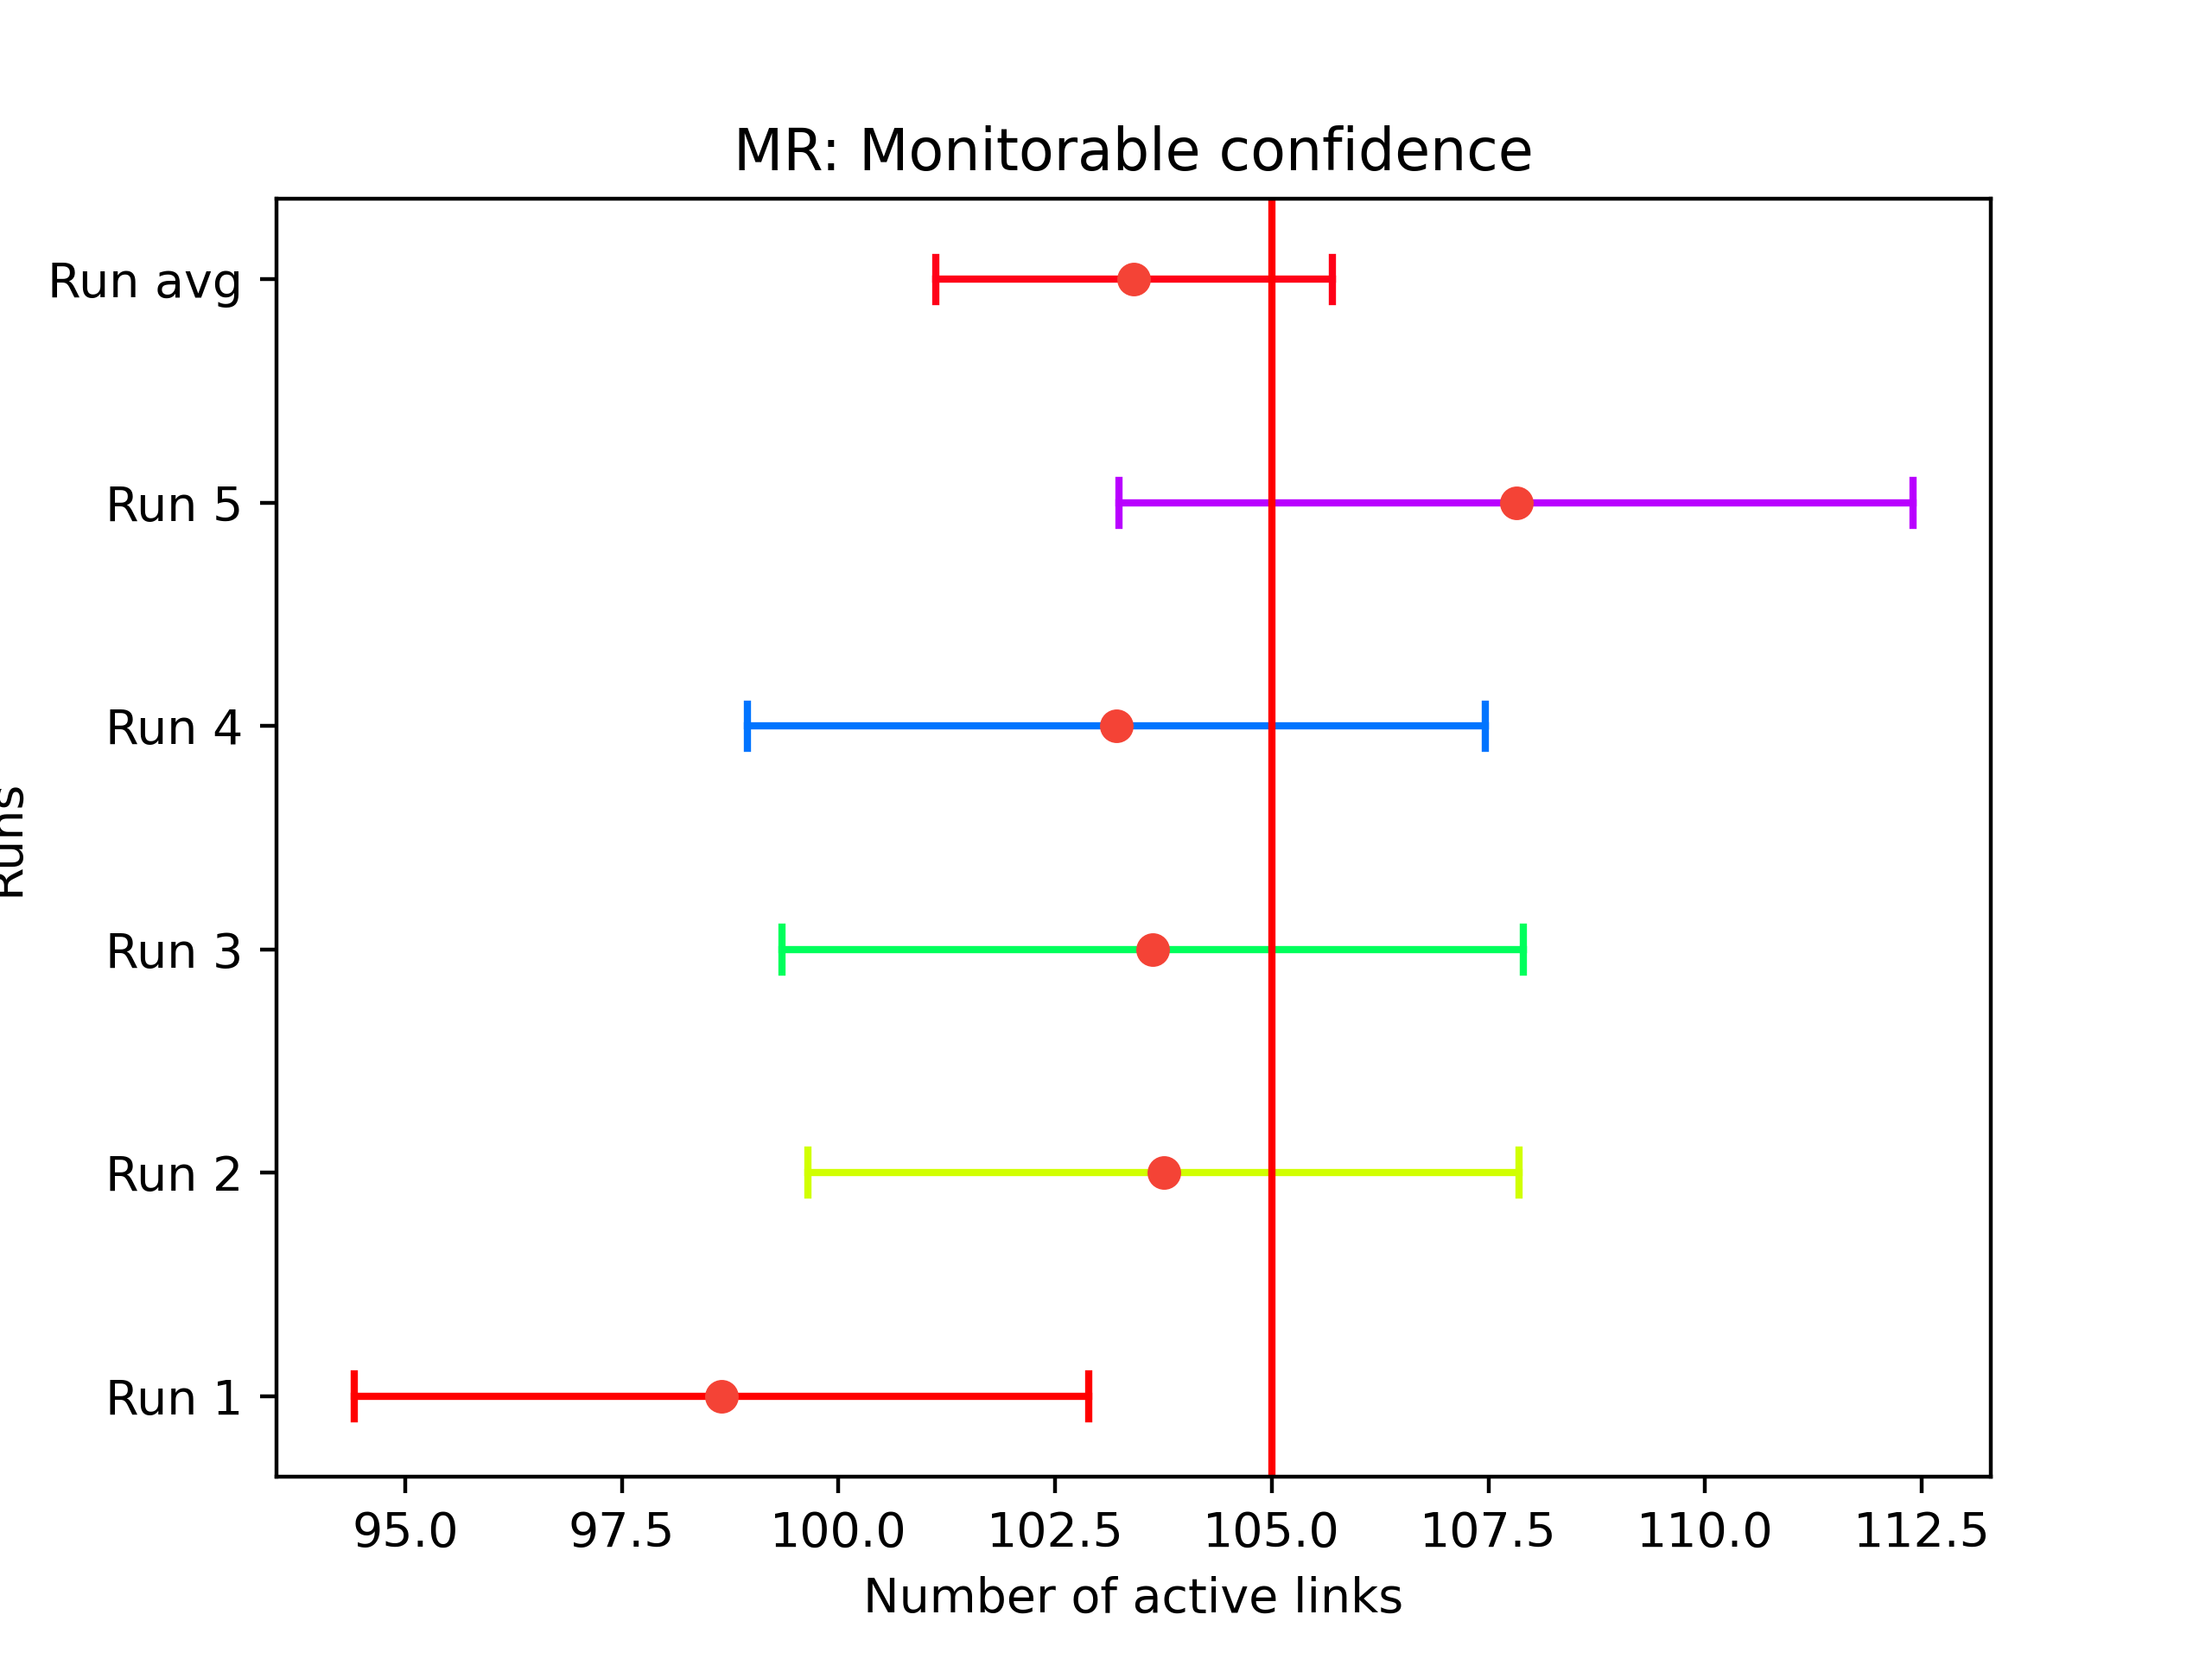 MR: Monitorable confidence
Run avg
Run 5
Run 4
Runs
Run 3
Run 2
Run 1
95.0 97.5 100.0 102.5 105.0 107.5 110.0 112.5
Number of active links